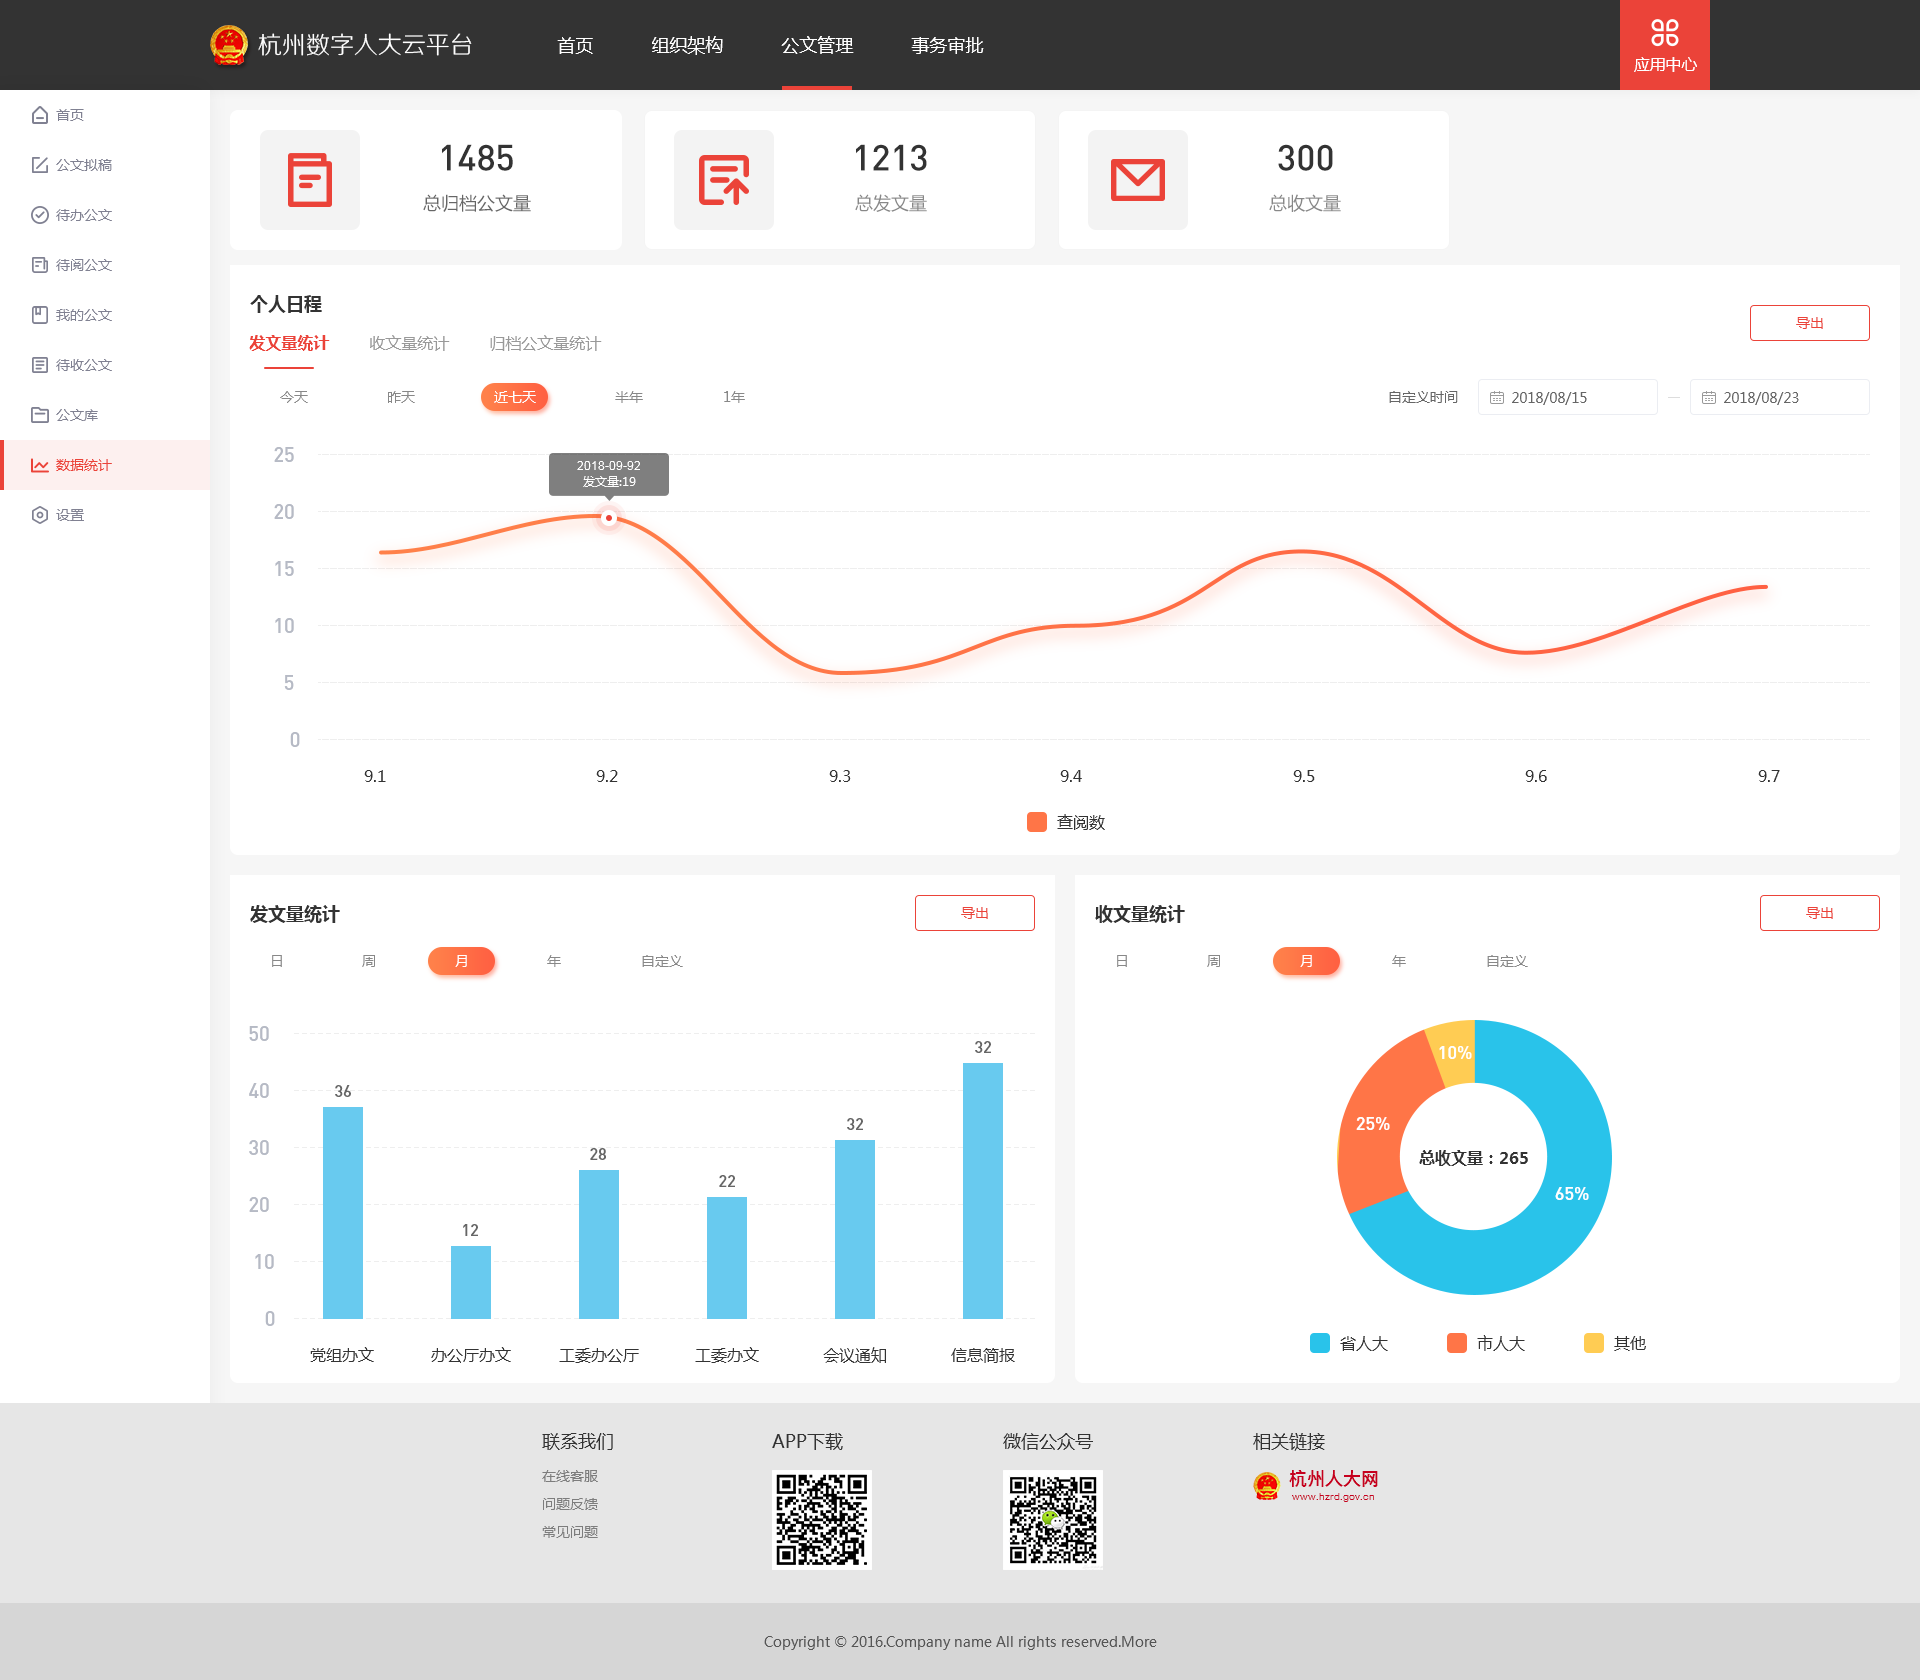 杭州数字人大云平台
首页
组织架构
公文管理
事务审批
应用中心
首页
公文拟稿
待办公文
待阅公文
我的公文
待收公文
公文库
数据统计
设置
1485
总归档公文量
1213
总发文量
300
总收文量
个人日程
导出
发文量统计
收文量统计
归档公文量统计
今天
昨天
近七天
半年
1年
自定义时间
2018/08/15
2018/08/23
25
20
15
10
5
0
2018-09-92
发文量:19
9.1
9.2
9.3
9.4
9.5
9.6
9.7
查阅数
发文量统计
导出
日
周
月
年
自定义
50
40
30
20
10
0
36
12
28
22
32
32
党组办文
办公厅办文
工委办公厅
工委办文
会议通知
信息简报
收文量统计
导出
日
周
月
年
自定义
10%
25%
65%
总收文量：265
省人大
市人大
其他
联系我们
在线客服
问题反馈
常见问题
APP下载
微信公众号
相关链接
杭州人大网
www.hzrd.gov.cn
Copyright © 2016.Company name All rights reserved.More